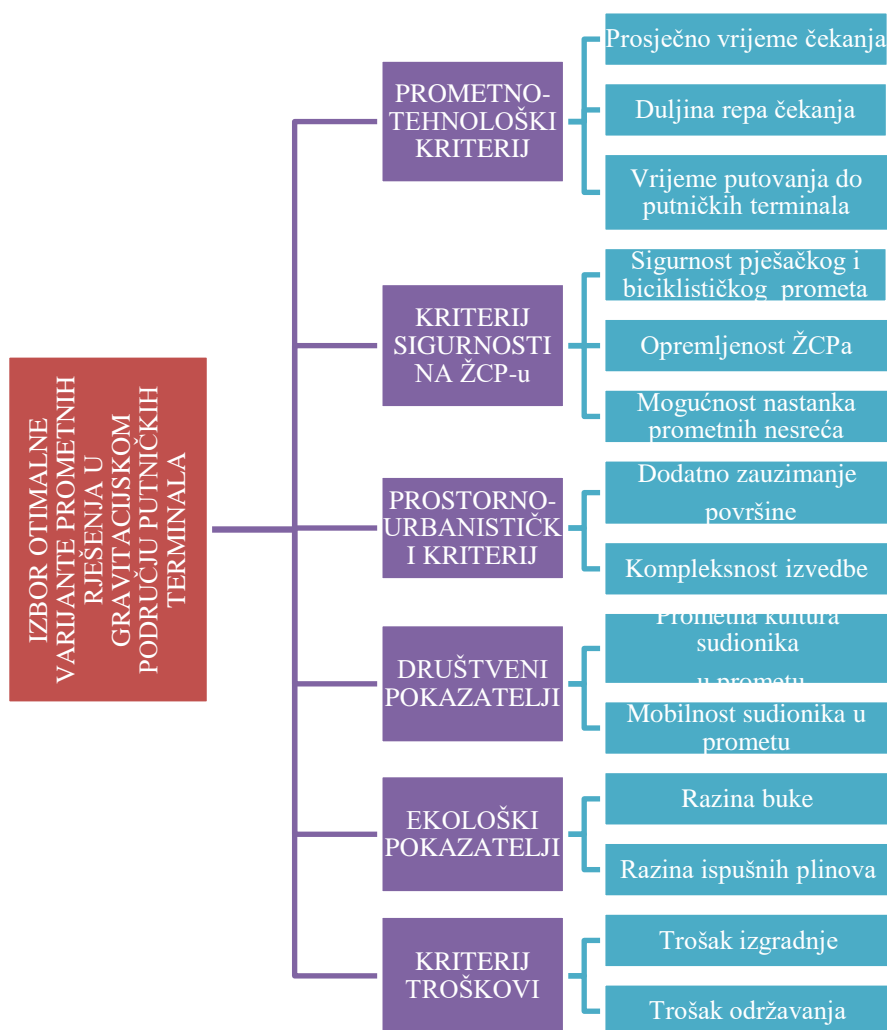 IZBOR OTIMALNE
VARIJANTE PROMETNIH
RJEŠENJA U
GRAVITACIJSKOM
PODRUČJU PUTNIČKIH
TERMINALA
PROMETNO-
TEHNOLOŠKI
KRITERIJ
Prosječno vrijeme čekanja
Duljina repa čekanja
Vrijeme putovanja do
putničkih terminala
KRITERIJ
SIGURNOSTI
NA ŽCP-u
Sigurnost pješačkog i
biciklističkog prometa
Opremljenost ŽCPa
Mogućnost nastanka
prometnih nesreća
PROSTORNO-
URBANISTIČK
I KRITERIJ
Dodatno zauzimanje
površine
Kompleksnost izvedbe
DRUŠTVENI
POKAZATELJI
Prometna kultura
sudionika
u prometu
Mobilnost sudionika u
prometu
EKOLOŠKI
POKAZATELJI
Razina buke
Razina ispušnih plinova
KRITERIJ
TROŠKOVI
Trošak izgradnje
Trošak održavanja